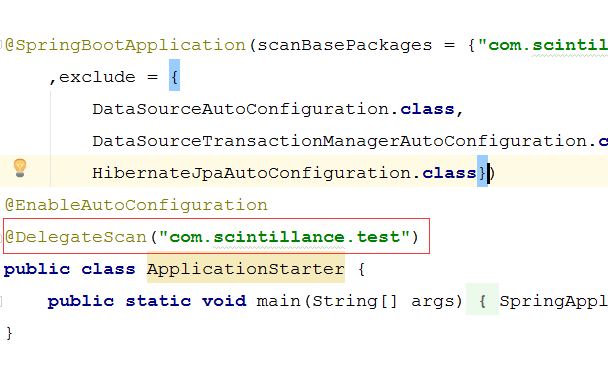 @SpringBootApplication(scanBasePackages = {"com.scintil
,exclude = {
DataSourceAutoConfiguration.class,
DataSourceTransactionManagerAutoConfiguration.c
HibernateJpaAutoConfiguration.class})
@EnableAutoConfiguration
@DelegateScan("com.scintillance.test")
public class ApplicationStarter {
public static void main(String[] args) { SpringAppl
}